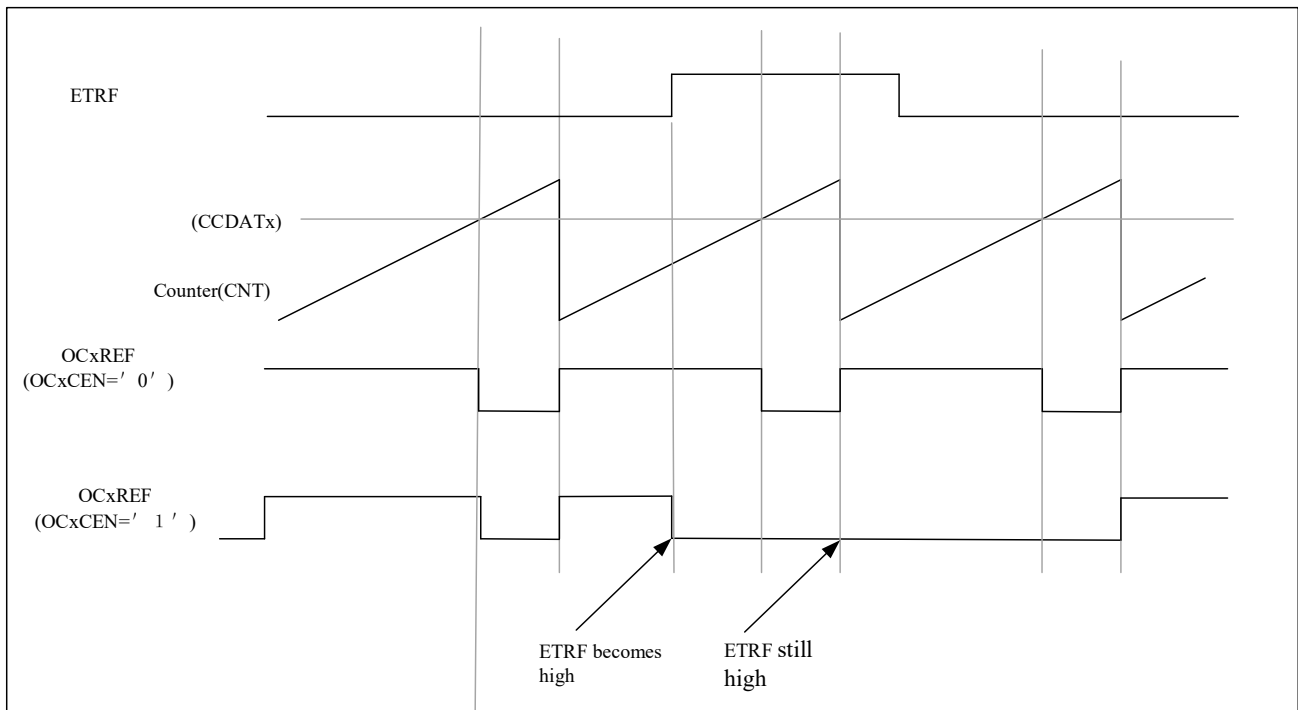 ETRF
(CCDATx)
Counter(CNT)
OCxREF
(OCxCEN=′ 0′ )
OCxREF
(OCxCEN=′ 1 ′ )
ETRF becomes
high
ETRF still
high